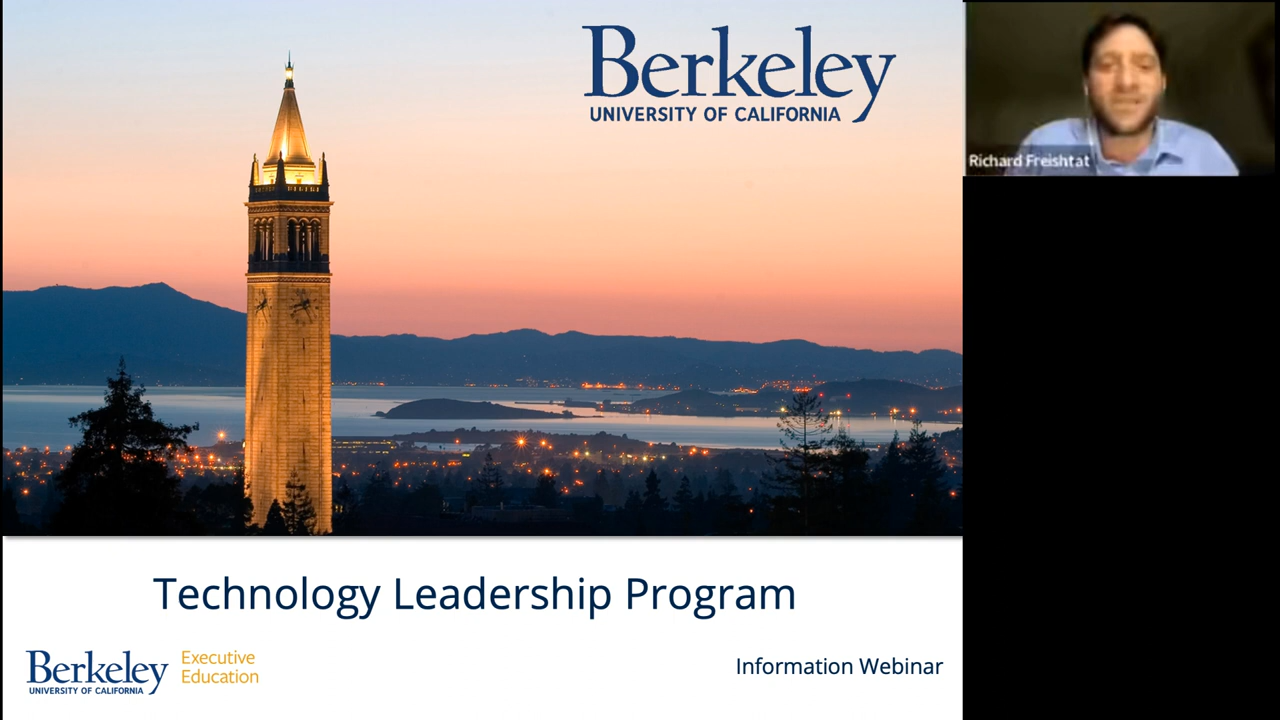 Berkeley
UNIVERSITY OF CALIFORNIA
Richard Freishtat
Technology Leadership Program
Berkeley
UNIVERSITY OF CALIFORNIA
Executive
Education
Information Webinar